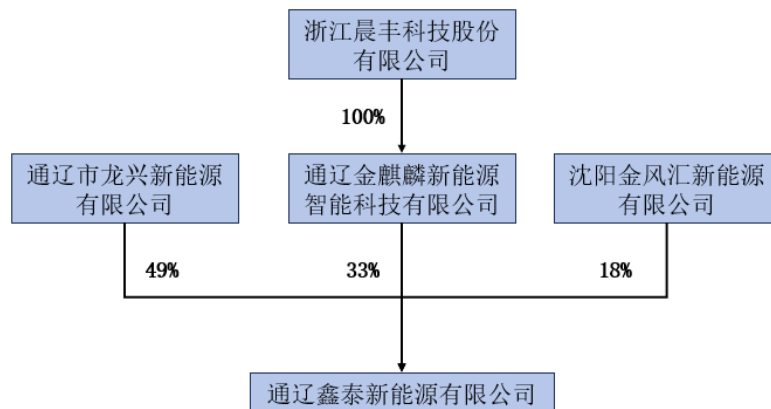 浙江晨丰科技股份
有限公司
100%
通辽市龙兴新能源
有限公司
通辽金麒麟新能源
智能科技有限公司
沈阳金风汇新能源
有限公司
49%
33%
18%
通辽鑫泰新能源有限公司